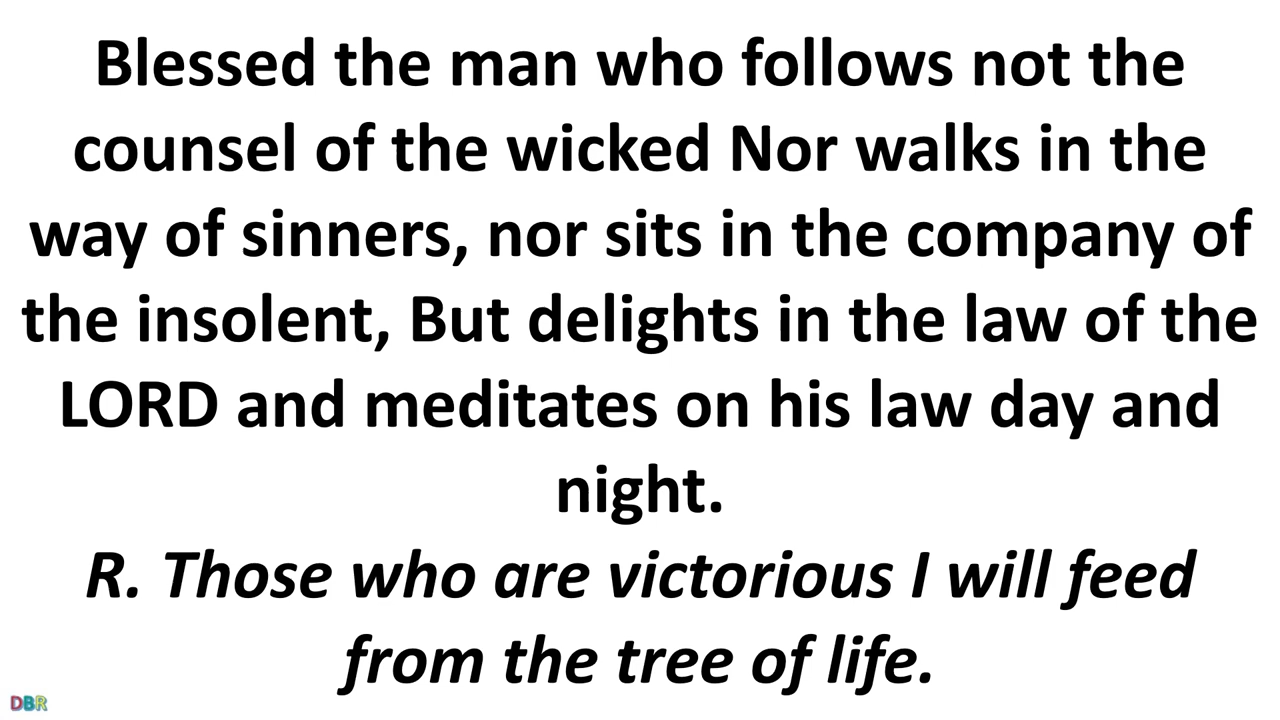 Blessed the man who follows not the
counsel of the wicked Nor walks in the
way of sinners, nor sits in the company of
the insolent, But delights in the law of the
LORD and meditates on his law day and
night.
R. Those who are victorious I will feed
from the tree of life.
DBR